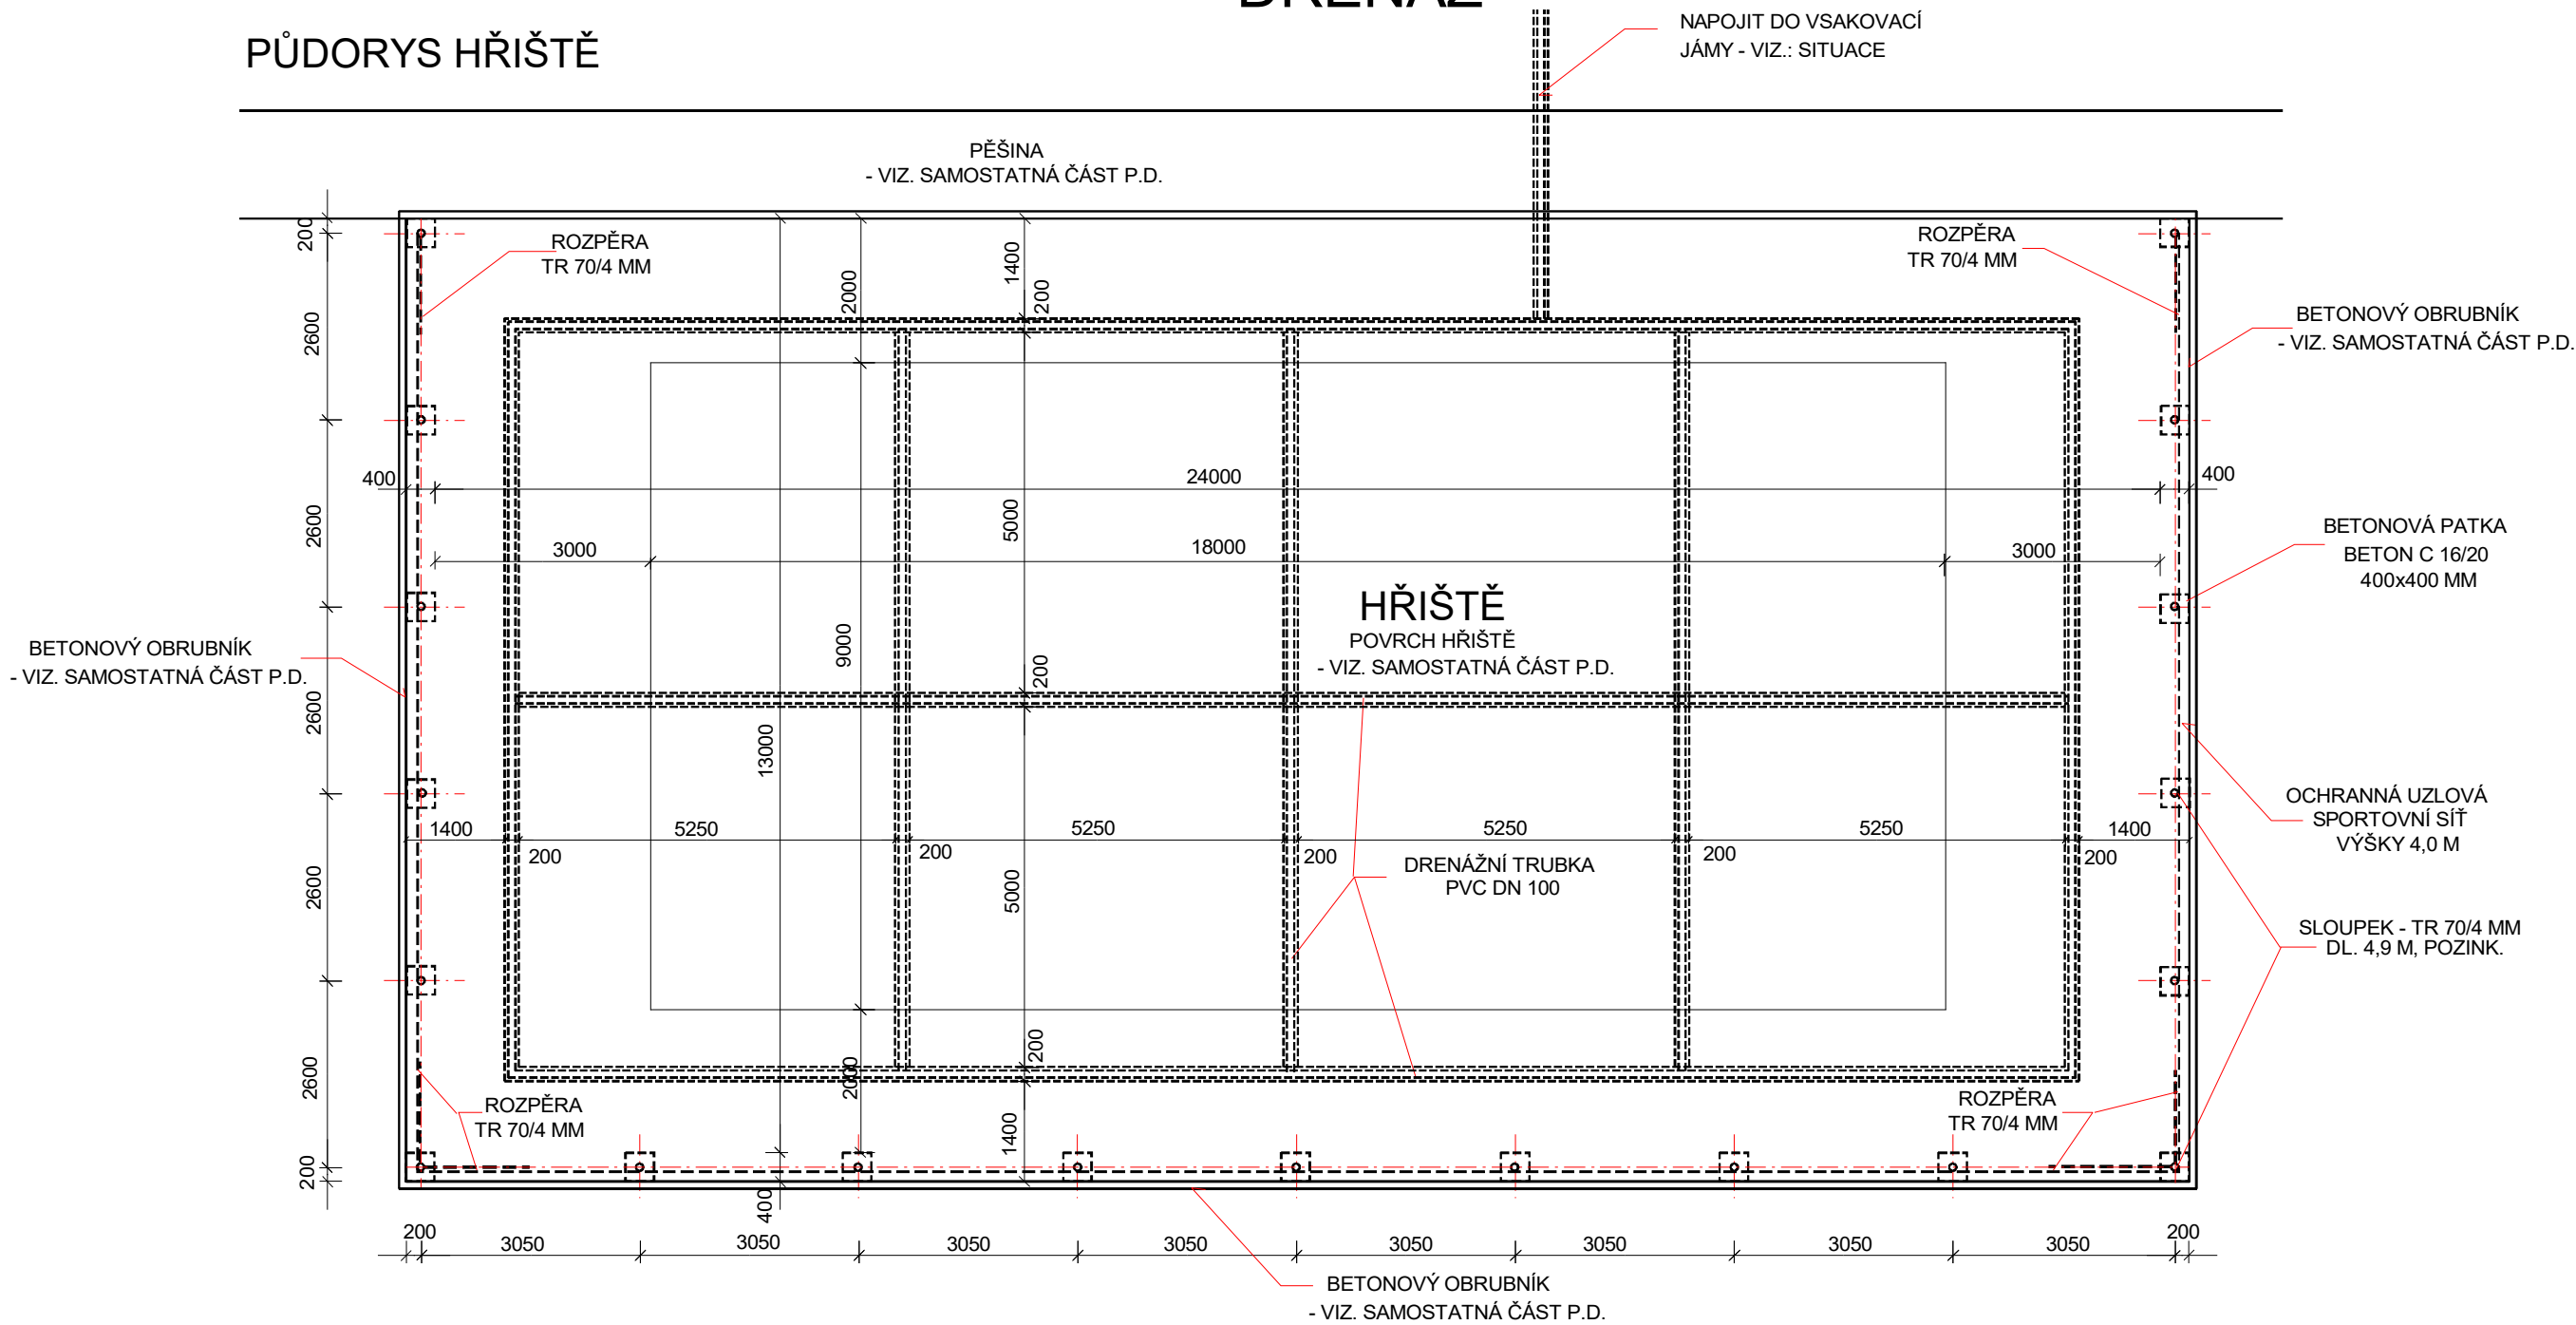 DRENÁŽ
PŮDORYS HŘIŠTĚ
NAPOJIT DO VSAKOVACÍ
JÁMY - VIZ.: SITUACE
PĚŠINA
- VIZ. SAMOSTATNÁ ČÁST P.D.
ROZPĚRA
TR 70/4 MM
ROZPĚRA
TR 70/4 MM
BETONOVÝ OBRUBNÍK
- VIZ. SAMOSTATNÁ ČÁST P.D.
200
2600
2600
2600
2600
2600
200
2000
1400
200
400
24000
400
5000
3000
18000
3000
BETONOVÁ PATKA
BETON C 16/20
400x400 MM
HŘIŠTĚ
POVRCH HŘIŠTĚ
- VIZ. SAMOSTATNÁ ČÁST P.D.
BETONOVÝ OBRUBNÍK
- VIZ. SAMOSTATNÁ ČÁST P.D.
9000
200
13000
OCHRANNÁ UZLOVÁ
SPORTOVNÍ SÍŤ
VÝŠKY 4,0 M
1400
200
5250
200
5250
200
5250
200
5250
200
1400
DRENÁŽNÍ TRUBKA
PVC DN 100
5000
SLOUPEK - TR 70/4 MM
DL. 4,9 M, POZINK.
200
2000
1400
ROZPĚRA
TR 70/4 MM
ROZPĚRA
TR 70/4 MM
400
200
3050
3050
3050
3050
3050
3050
3050
3050
200
BETONOVÝ OBRUBNÍK
- VIZ. SAMOSTATNÁ ČÁST P.D.